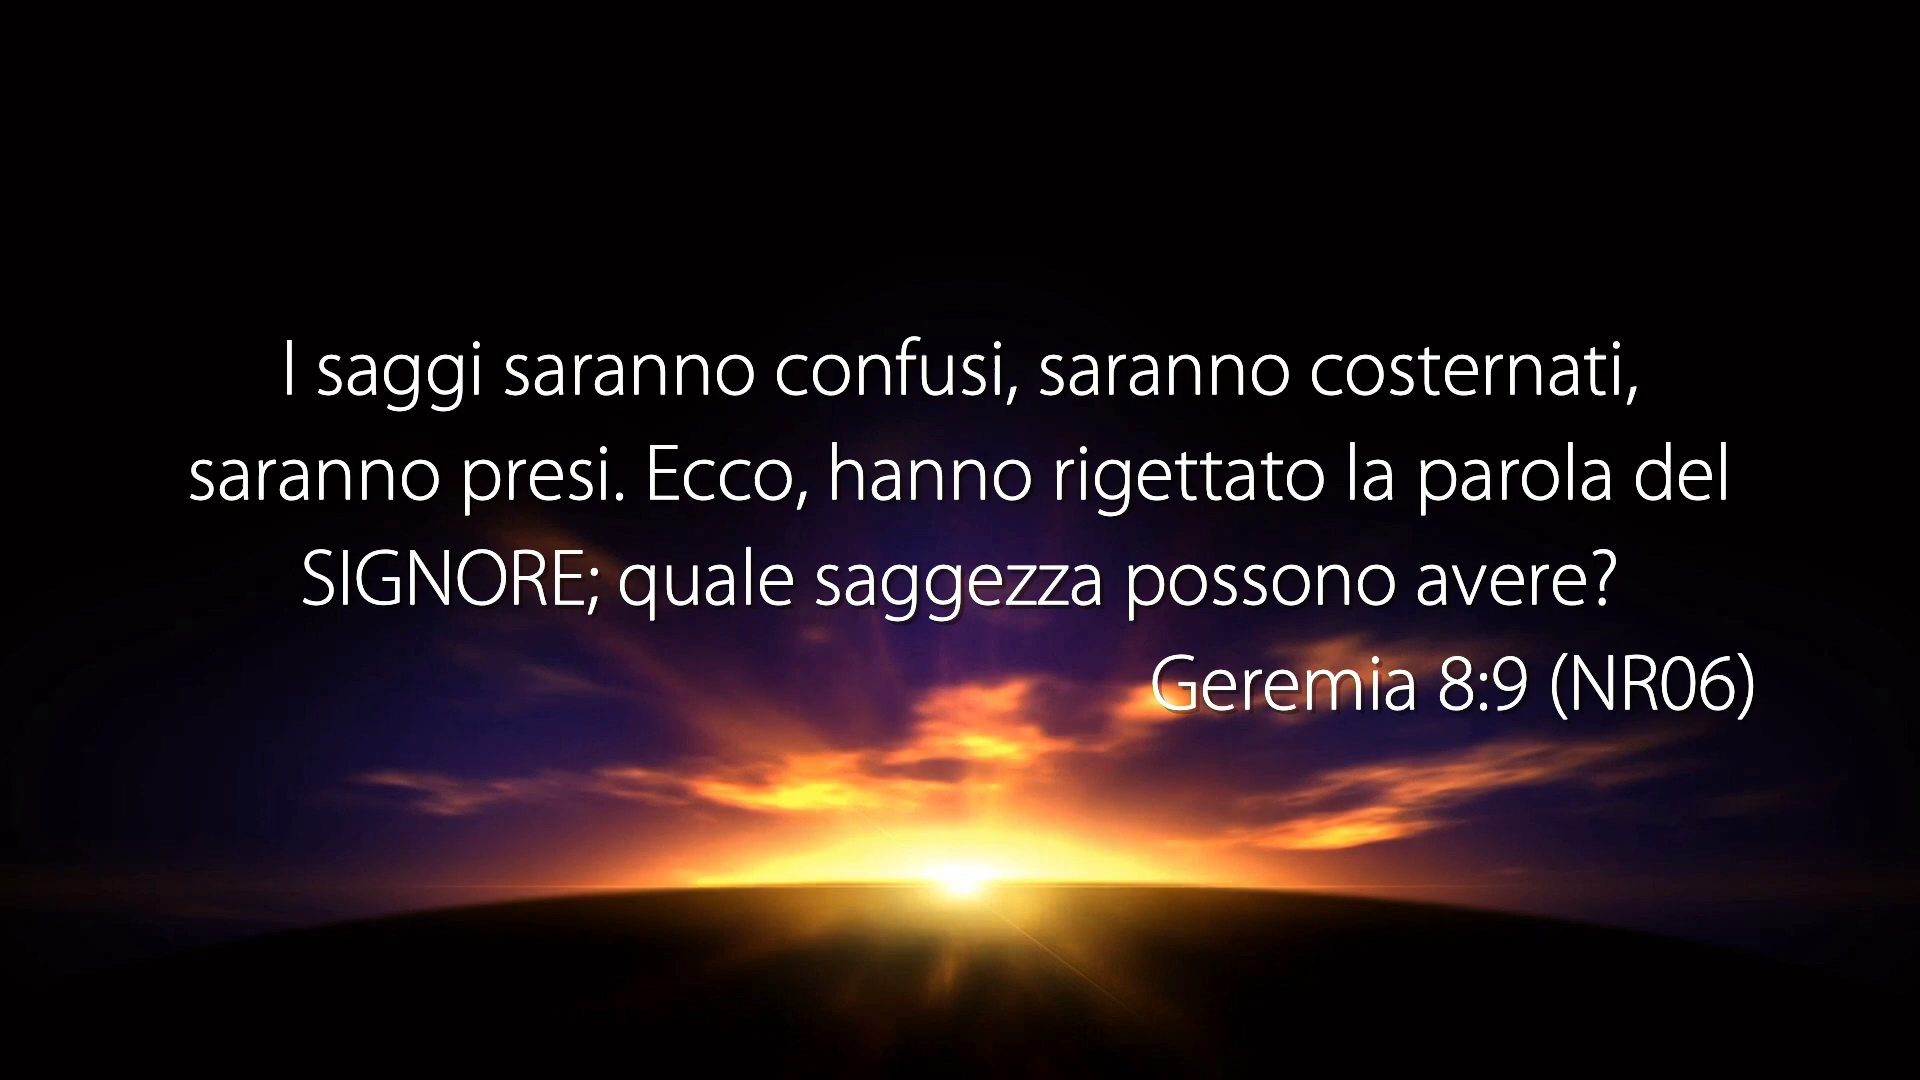 I saggi saranno confusi, saranno costernati,
saranno presi. Ecco, hanno rigettato la parola del
SIGNORE; quale saggezza possono avere?
Geremia 8:9 (NR06)